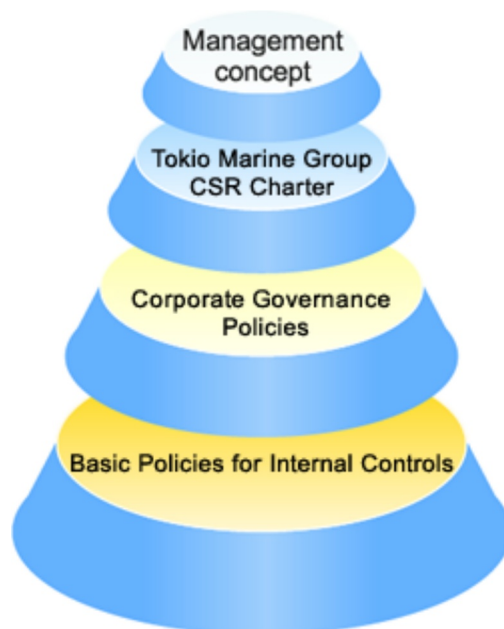 Management
concept
Tokio Marine Group
CSR Charter
Corporate Governance
Policies
Basic Policies for Internal Controls